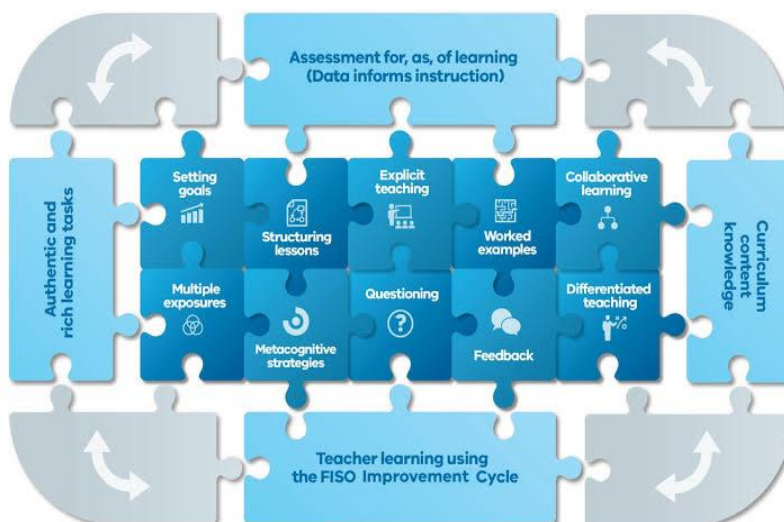 Assessment for, as, of learning
(Data informs instruction)
Authentic and
rich learning tasks
Setting
goals
Structuring
lessons
Explicit
teaching
Worked
examples
Collaborative
learning
Multiple
exposures
Metacognitive
strategies
Questioning
Feedback
Differentiated
teaching
Curriculum
content
knowledge
Teacher learning using
the FISO Improvement Cycle